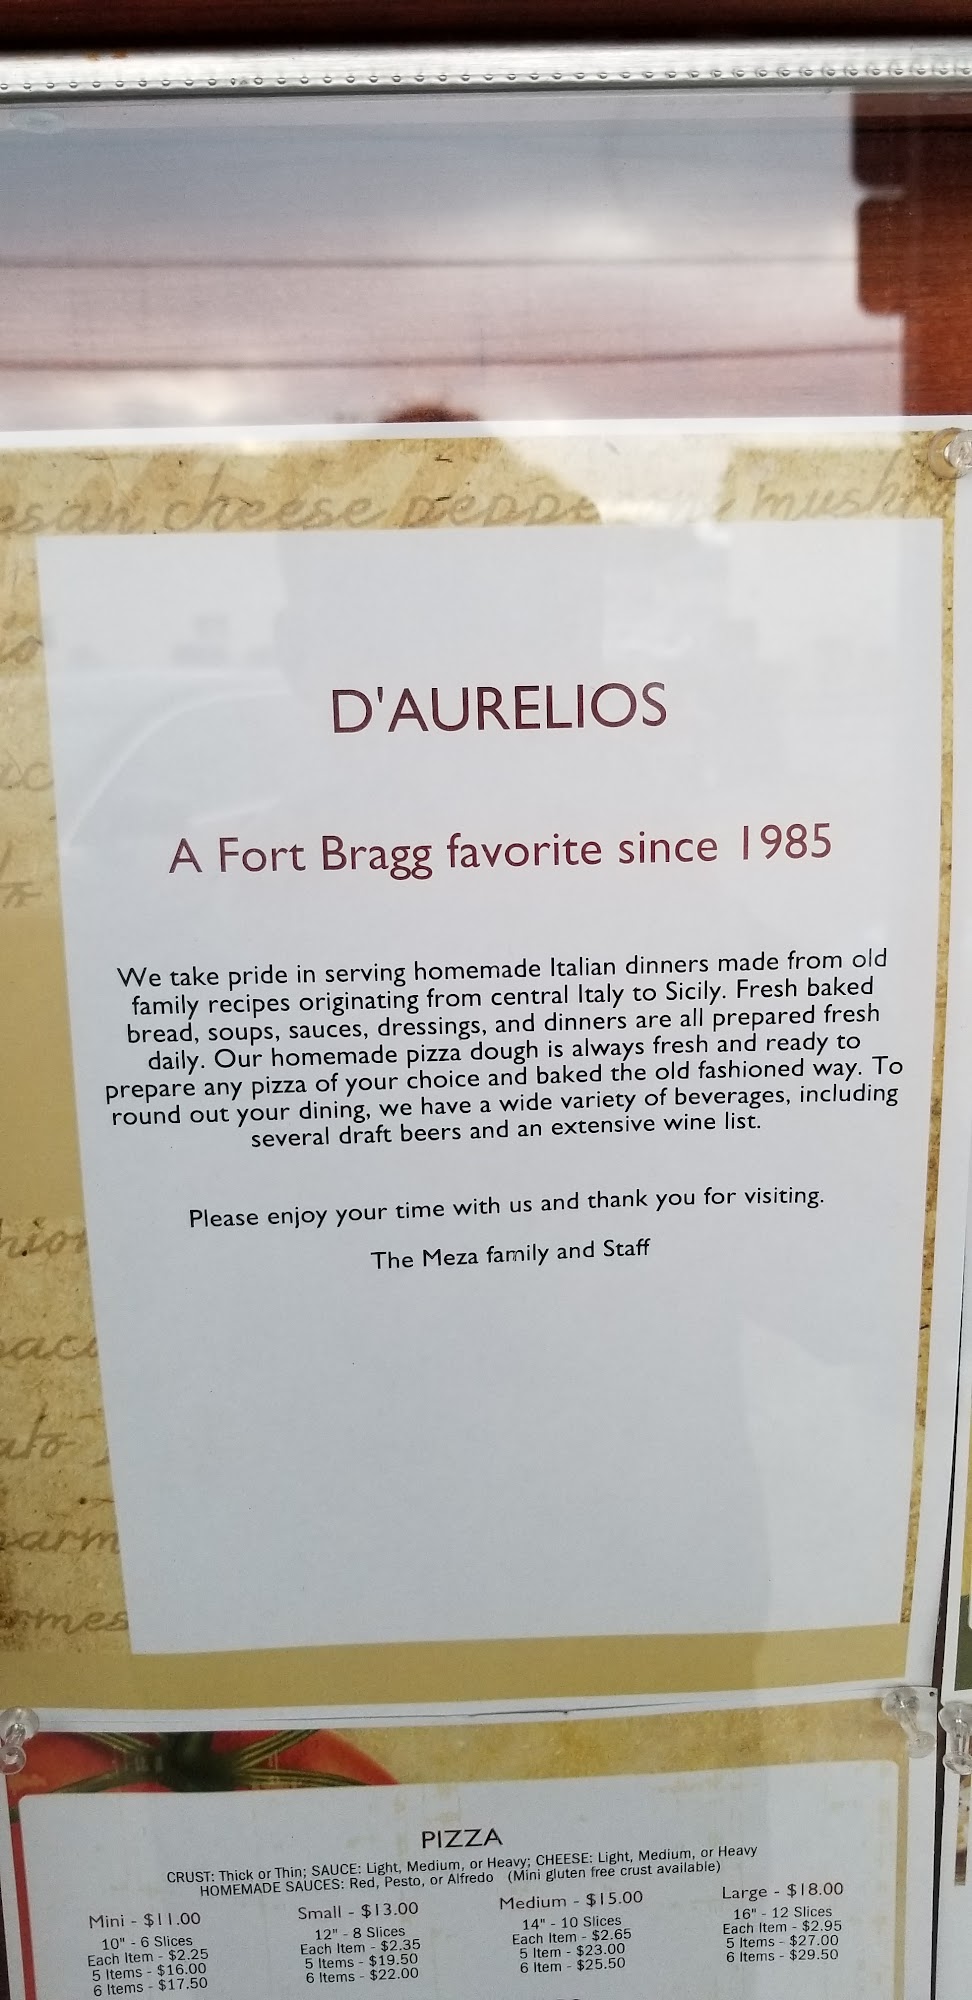 esan cheese peppe mush
D'AURELIOS
A Fort Bragg favorite since 1985
We take pride in serving homemade Italian dinners made from old
family recipes originating from central Italy to Sicily. Fresh baked
bread, soups, sauces, dressings, and dinners are all prepared fresh
daily. Our homemade pizza dough is always fresh and ready to
prepare any pizza of your choice and baked the old fashioned way. To
round out your dining, we have a wide variety of beverages, including
several draft beers and an extensive wine list.
Please enjoy your time with us and thank you for visiting.
The Meza family and Staff
PIZZA
CRUST: Thick or Thin; SAUCE: Light, Medium, or Heavy; CHEESE: Light, Medium, or Heavy
HOMEMADE SAUCES: Red, Pesto, or Alfredo (Mini gluten free crust available)
Mini - $11.00
10" - 6 Slices
Each Item - $2.25
5 Items - $16.00
6 Items - $17.50
Small - $13.00
12" - 8 Slices
Each Item - $2.35
5 Items - $19.50
6 Items - $22.00
Medium - $15.00
14" - 10 Slices
Each Item - $2.65
5 Item - $23.00
6 Item - $25.50
Large - $18.00
16" - 12 Slices
Each Item - $2.95
5 Items - $27.00
6 Items - $29.50